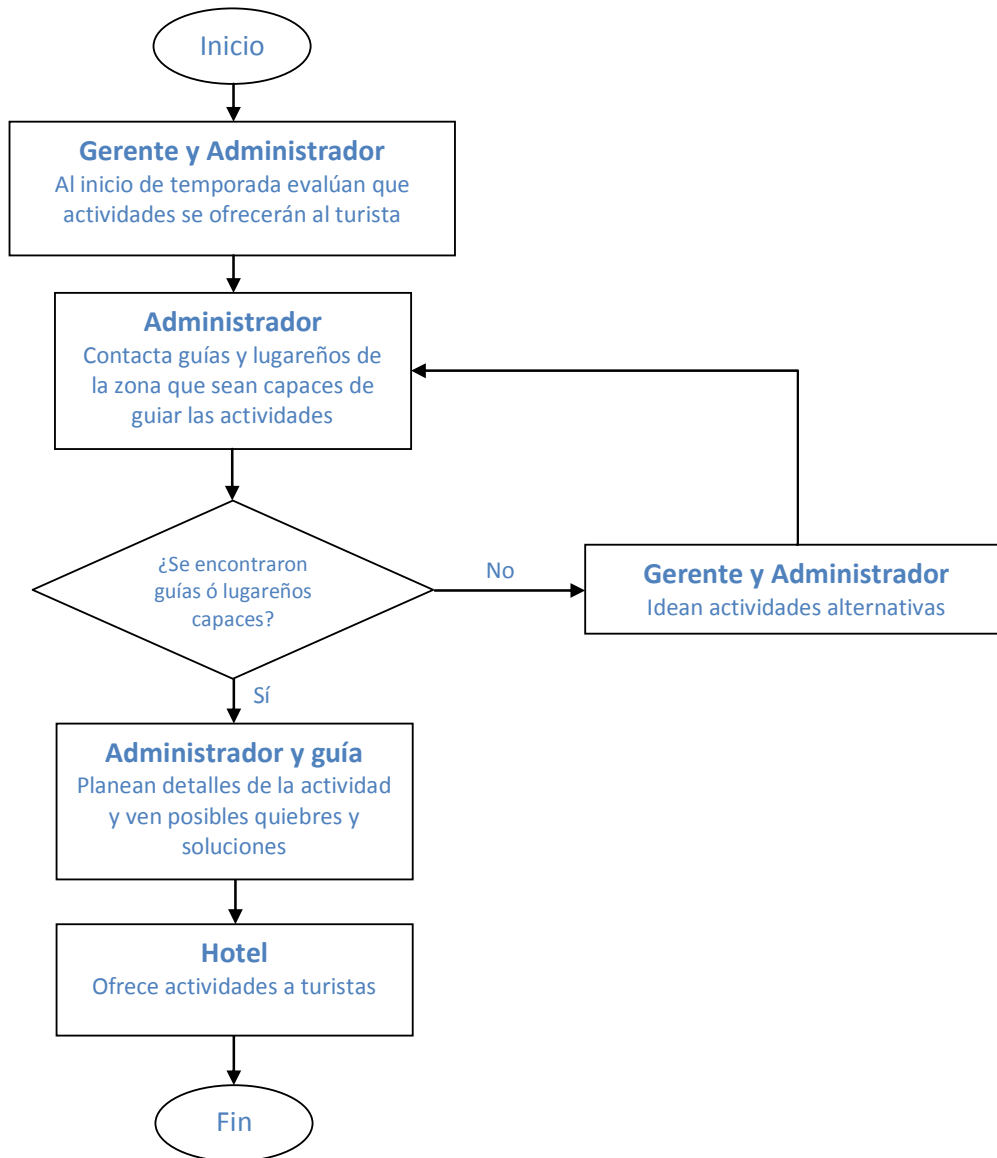 Inicio
Gerente y Administrador
Al inicio de temporada evalúan que
actividades se ofrecerán al turista
Administrador
Contacta guías y lugareños de
la zona que sean capaces de
guiar las actividades
¿Se encontraron
guías ó lugareños
capaces?
No
Gerente y Administrador
Idean actividades alternativas
Sí
Administrador y guía
Planean detalles de la actividad
y ven posibles quiebres y
soluciones
Hotel
Ofrece actividades a turistas
Fin